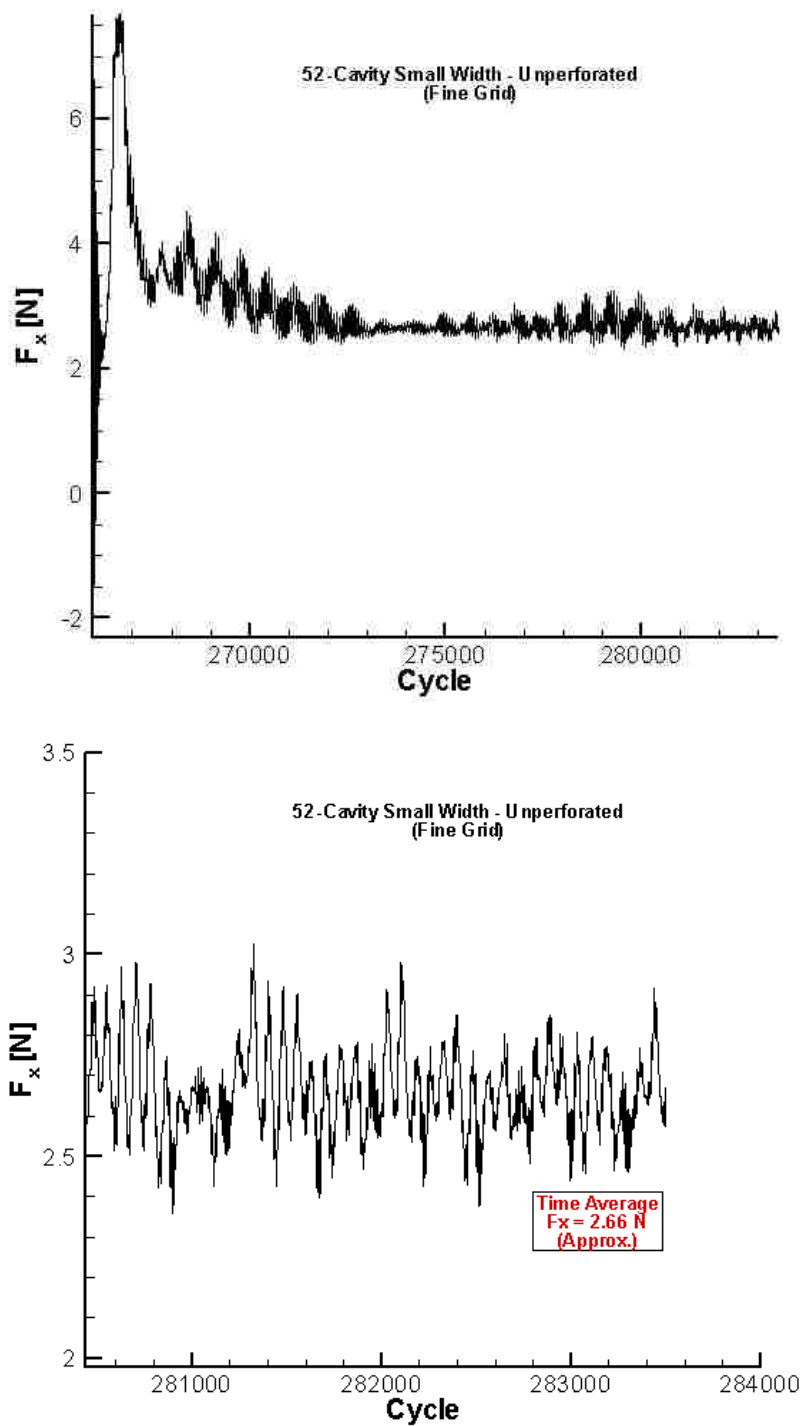 52-Cavity Small Width - Unperforated
(Fine Grid)
6
4
2
0
-2
F x [N]
270000 275000 280000
Cycle
3.5
52-Cavity Small Width - Unperforated
(Fine Grid)
3
2.5
2
F x [N]
Time Average
Fx = 2.66 N
(Approx.)
281000 282000 283000 284000
Cycle